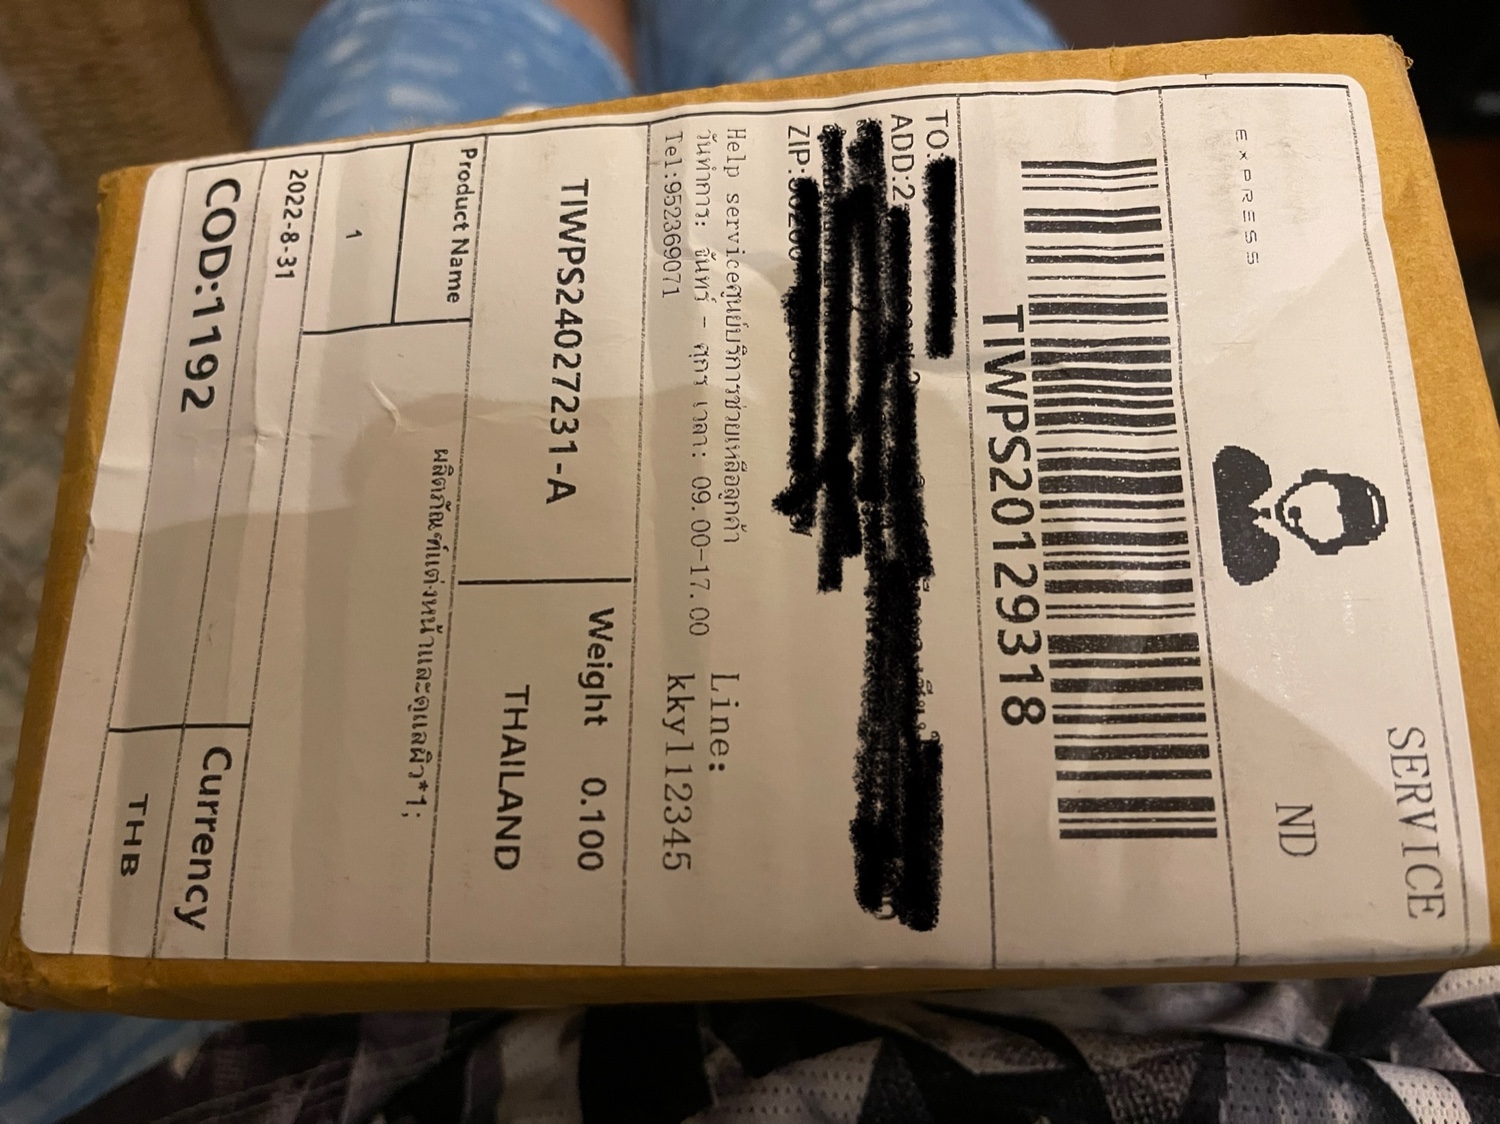 SERVICE
EXPRESS
ND
TIWPS20129318
TO:
ADD:2
ZIP:
Help serviceศูนย์บริการช่วยเหลือลูกค้า
วันทำการ: จันทร์ - ศุกร์ เวลา: 09.00-17.00
Tel:952369071
Line:
kkyl12345
TIWPS24027231-A
Weight 0.100
THAILAND
Product Name
1
ผลิตภัณฑ์แต่งหน้าและดูแลผิว*1;
2022-8-31
COD:1192
Currency
THB